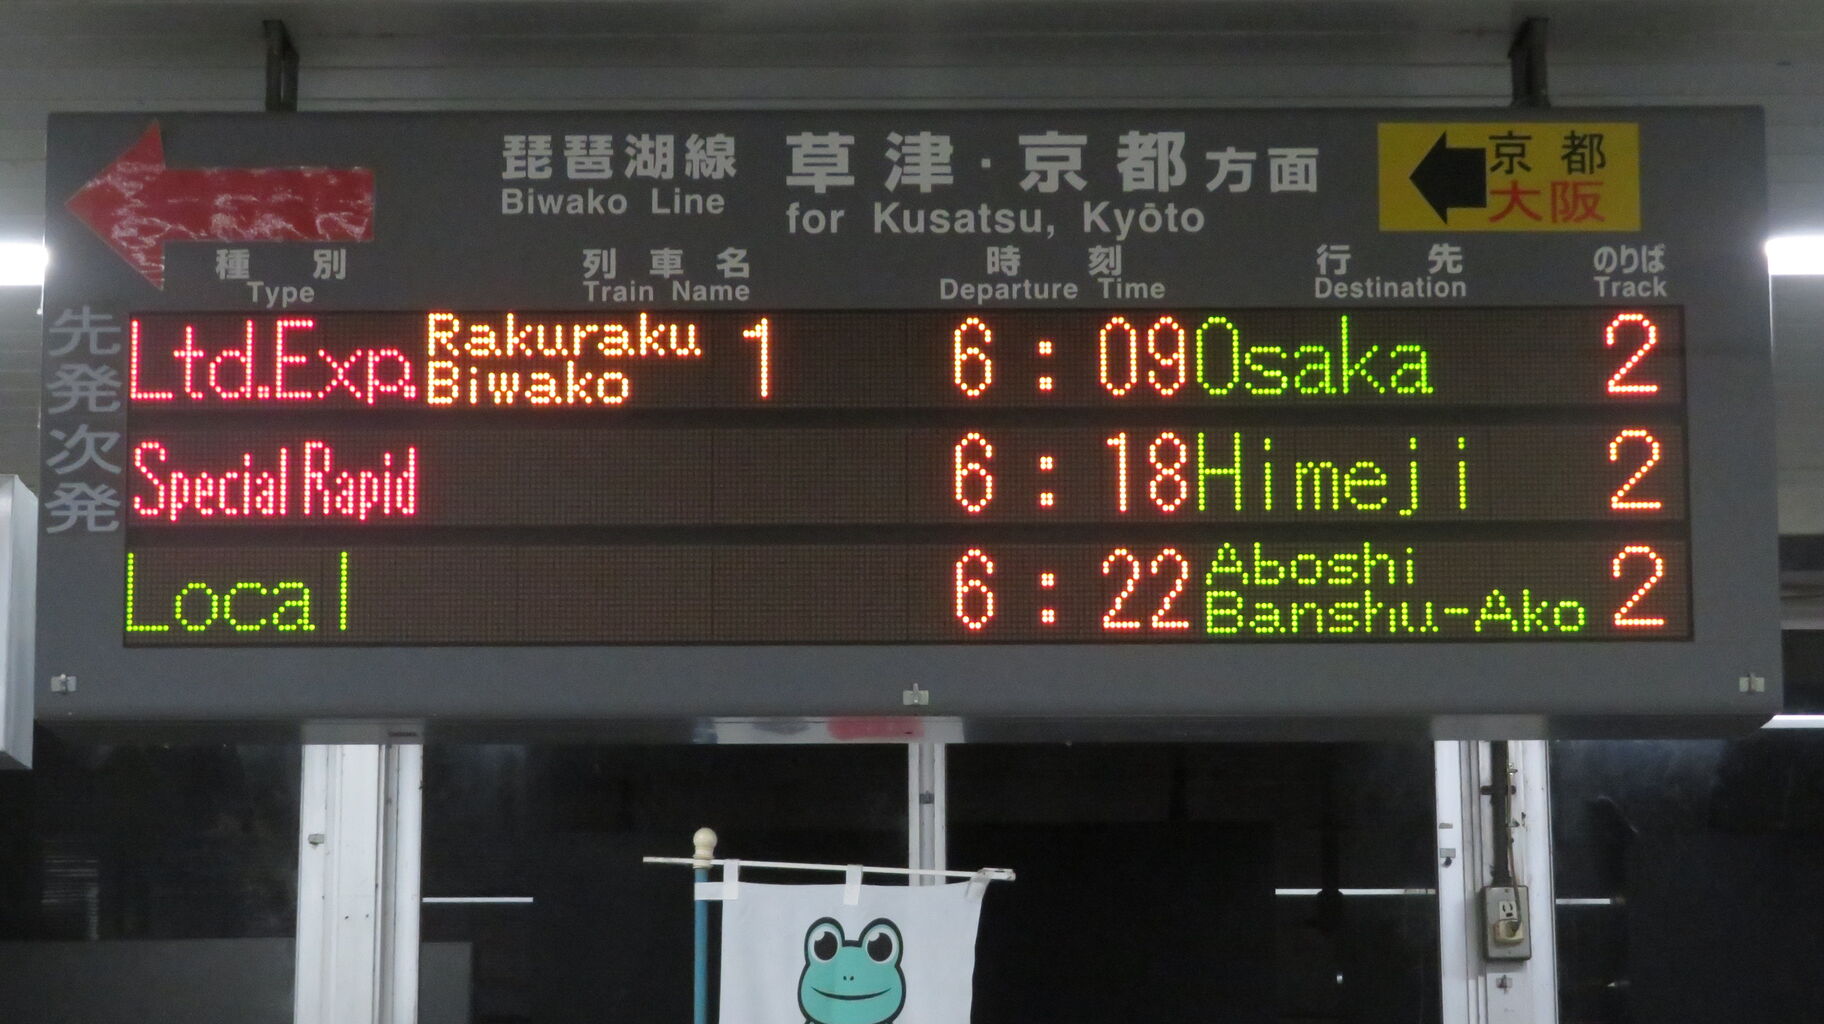 琵琶湖線 草津・京都方面
Biwako Line for Kusatsu, Kyōto
京都
大阪
種別 列車名 時刻 行先 のりば
Type Train Name Departure Time Destination Track
先発
次発
Ltd.Exp. Rakuraku Biwako 1 6:09 Osaka 2
Special Rapid 6:18 Himeji 2
Local 6:22 Aboshi Banshu-Ako 2